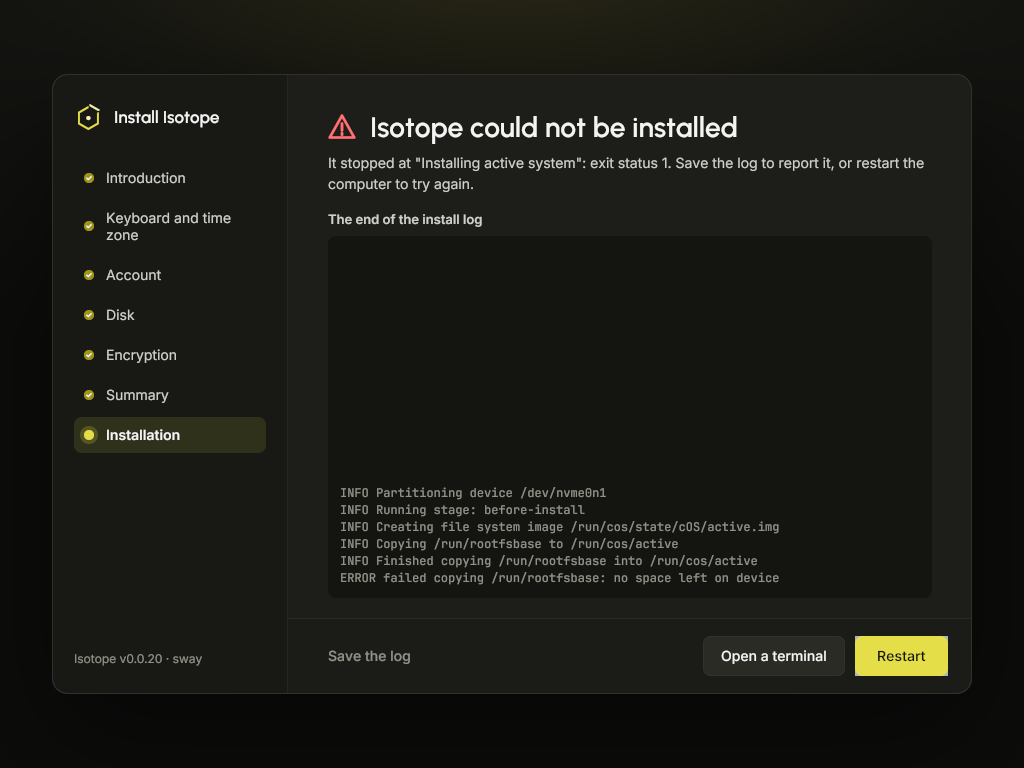 Install Isotope
Introduction
Keyboard and time
zone
Account
Disk
Encryption
Summary
Installation
Isotope v0.0.20 · sway
Isotope could not be installed
It stopped at "Installing active system": exit status 1. Save the log to report it, or restart the
computer to try again.
The end of the install log
INFO Partitioning device /dev/nvme0n1
INFO Running stage: before-install
INFO Creating file system image /run/cos/state/cOS/active.img
INFO Copying /run/rootfsbase to /run/cos/active
INFO Finished copying /run/rootfsbase into /run/cos/active
ERROR failed copying /run/rootfsbase: no space left on device
Save the log
Open a terminal
Restart